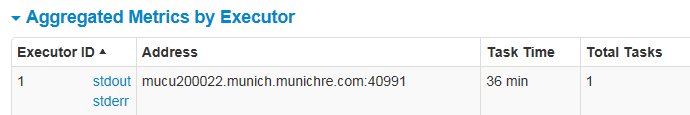 Aggregated Metrics by Executor
Executor ID Address Task Time Total Tasks
1 stdout mucu200022.munich.munichre.com:40991 36 min 1
stderr